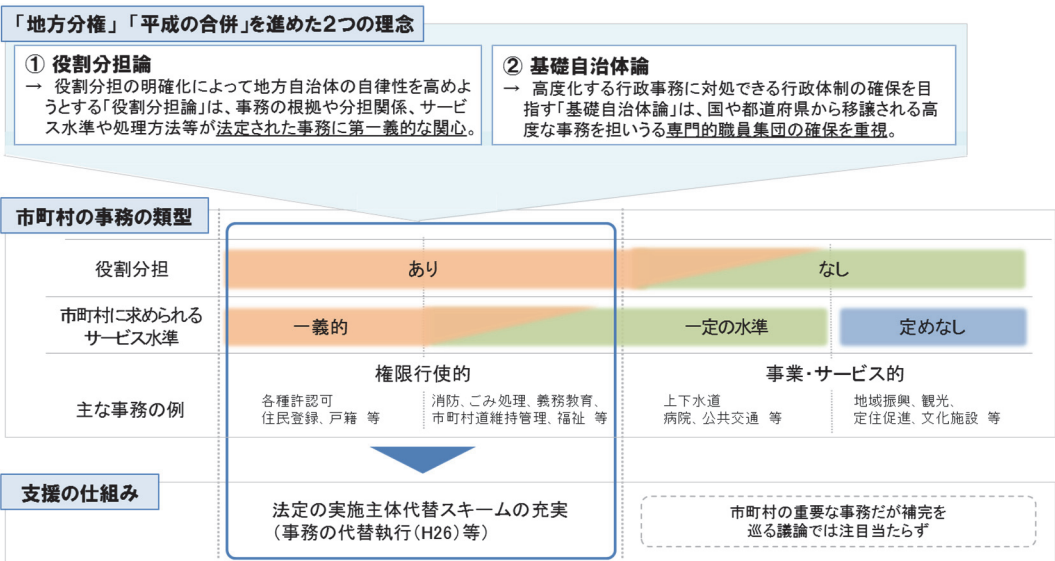 「地方分権」「平成の合併」を進めた2つの理念
① 役割分担論
→ 役割分担の明確化によって地方自治体の自律性を高めよ
うとする「役割分担論」は、事務の根拠や分担関係、サービ
ス水準や処理方法等が法定された事務に第一義的な関心。
② 基礎自治体論
→ 高度化する行政事務に対処できる行政体制の確保を目
指す「基礎自治体論」は、国や都道府県から移譲される高
度な事務を担いうる専門的職員集団の確保を重視。
市町村の事務の類型
役割分担
あり
なし
市町村に求められる
サービス水準
一義的
一定の水準
定めなし
主な事務の例
権限行使的
各種許認可
住民登録、戸籍 等
消防、ごみ処理、義務教育、
市町村道維持管理、福祉 等
事業・サービス的
上下水道
病院、公共交通 等
地域振興、観光、
定住促進、文化施設 等
支援の仕組み
法定の実施主体代替スキームの充実
(事務の代替執行(H26)等)
市町村の重要な事務だが補完を
巡る議論では注目当たらず